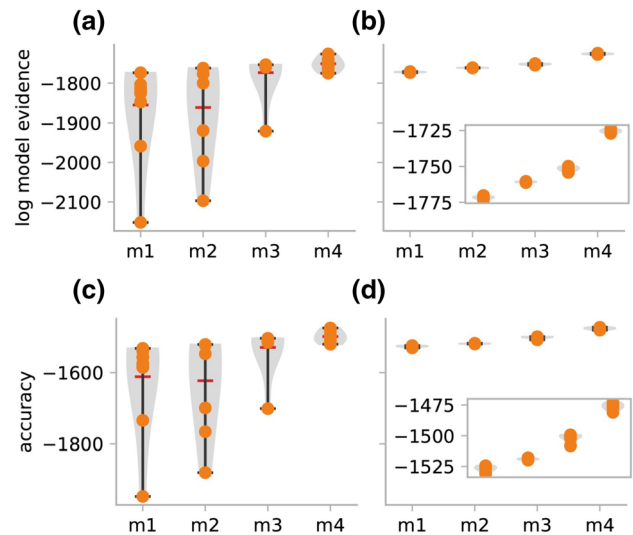 (a)
(b)
log model evidence
−1800
−1900
−2000
−2100
m1 m2 m3 m4
−1725
−1750
−1775
m1 m2 m3 m4
(c)
(d)
accuracy
−1600
−1800
m1 m2 m3 m4
−1475
−1500
−1525
m1 m2 m3 m4